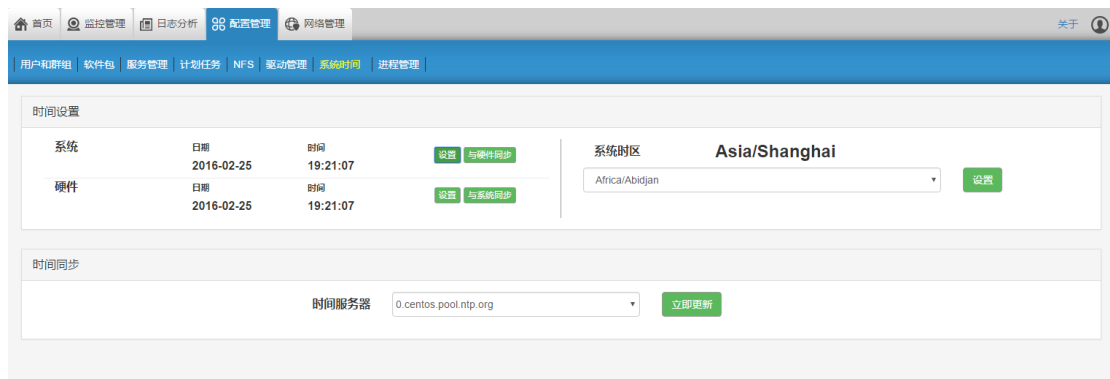 首页 监控管理 日志分析 配置管理 网络管理 关于
用户和群组 软件包 服务管理 计划任务 NFS 驱动管理 系统时间 进程管理
时间设置
系统 日期 时间 设置 与硬件同步
2016-02-25 19:21:07
硬件 日期 时间 设置 与系统同步
2016-02-25 19:21:07
系统时区 Asia/Shanghai
Africa/Abidjan 设置
时间同步
时间服务器 0.centos.pool.ntp.org 立即更新